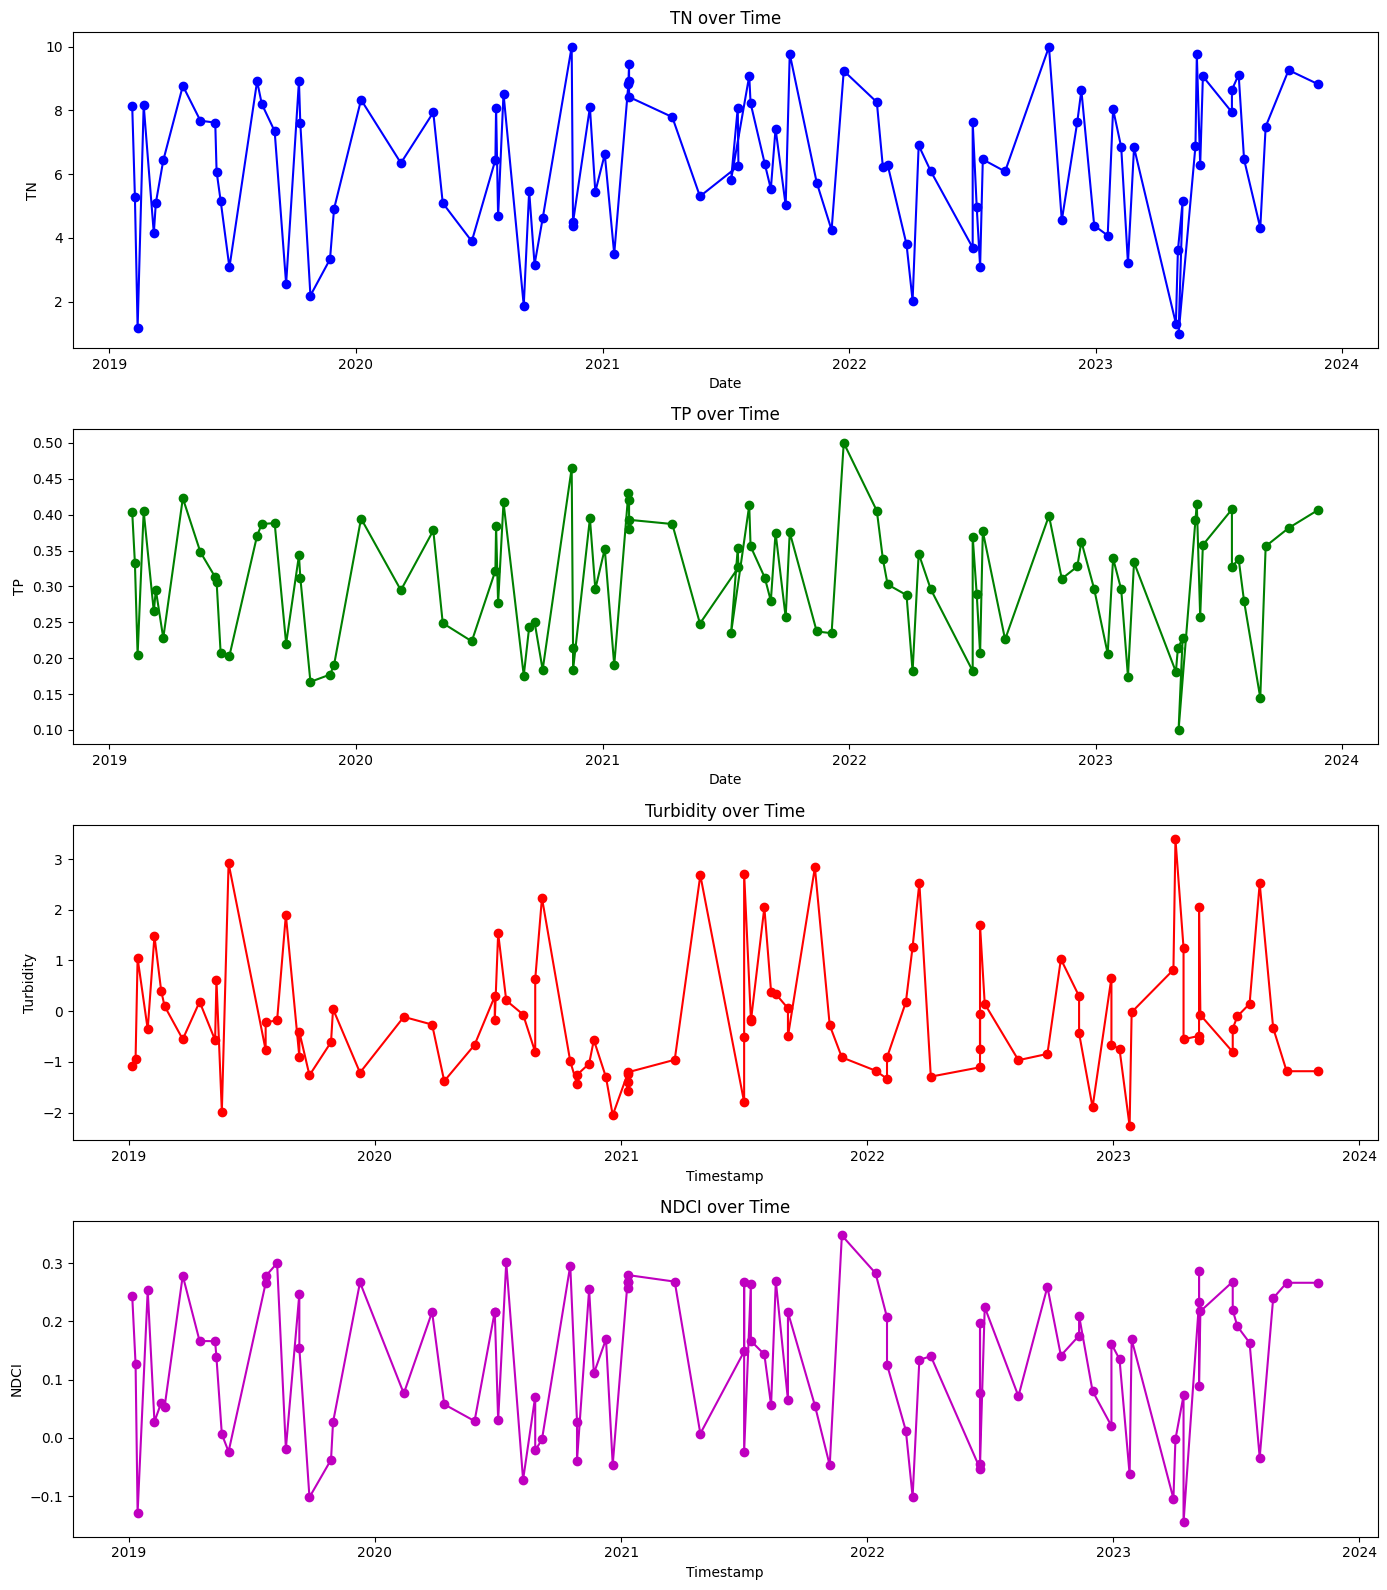 TN over Time
10
8
6
4
2
TN
2019 2020 2021 2022 2023 2024
Date
TP over Time
0.50
0.45
0.40
0.35
0.30
0.25
0.20
0.15
0.10
TP
2019 2020 2021 2022 2023 2024
Date
Turbidity over Time
3
2
1
0
−1
−2
Turbidity
2019 2020 2021 2022 2023 2024
Timestamp
NDCI over Time
0.3
0.2
0.1
0.0
−0.1
NDCI
2019 2020 2021 2022 2023 2024
Timestamp